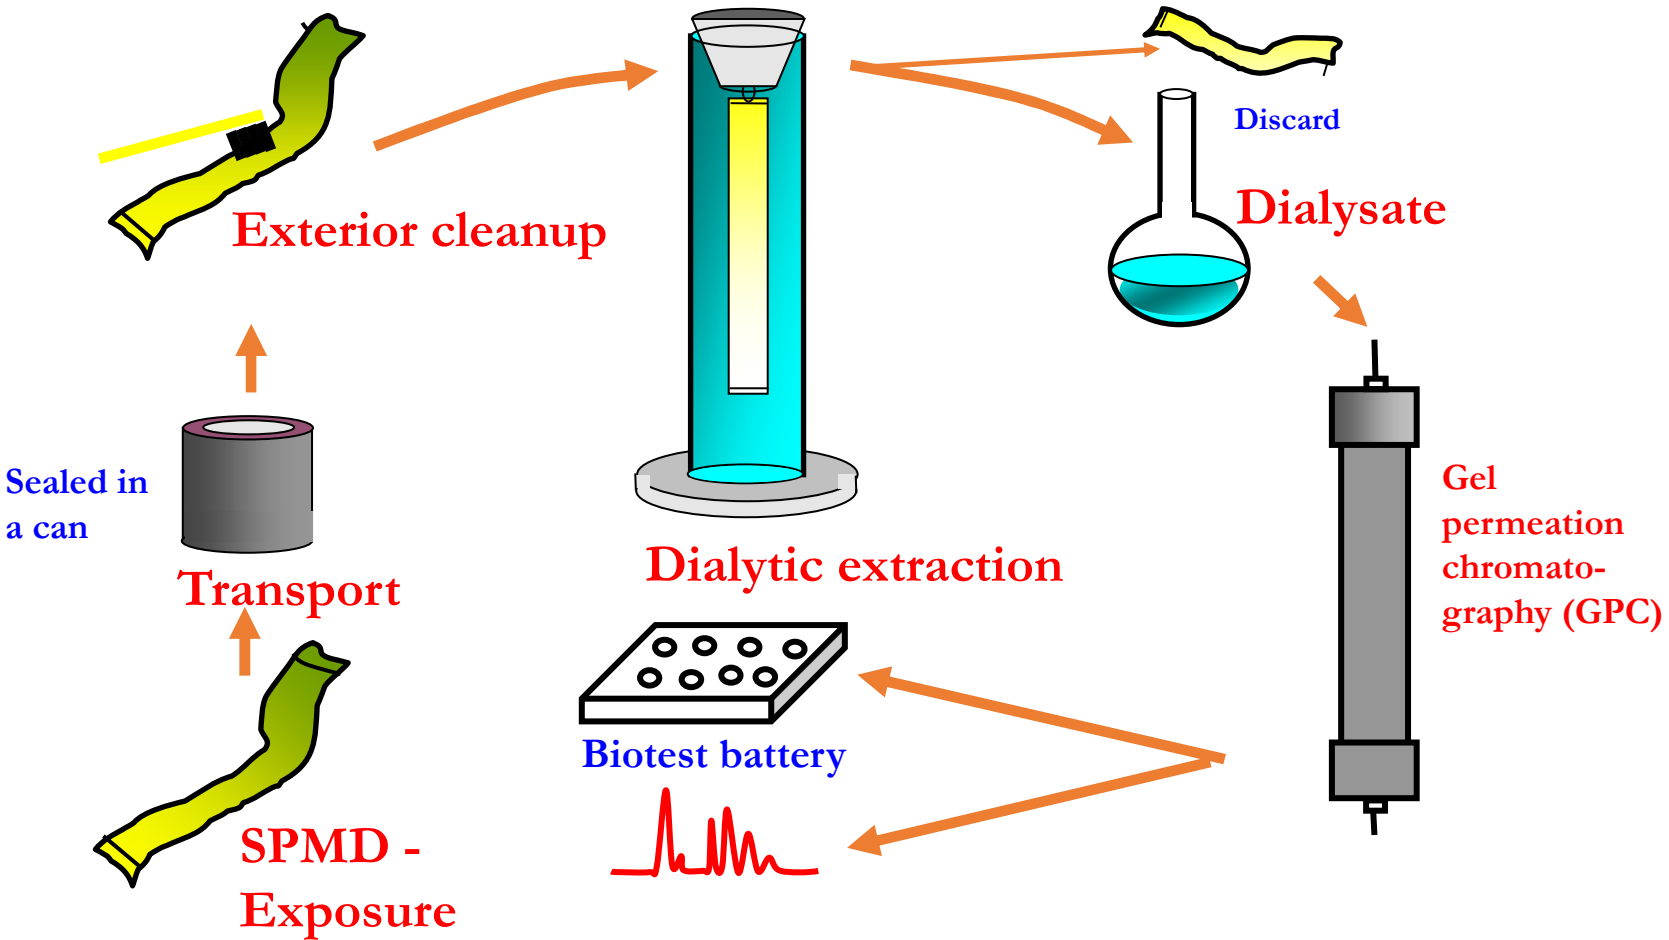 Exterior cleanup
Discard
Dialysate
Sealed in
a can
Transport
Dialytic extraction
Gel
permeation
chromato-
graphy (GPC)
Biotest battery
SPMD -
Exposure